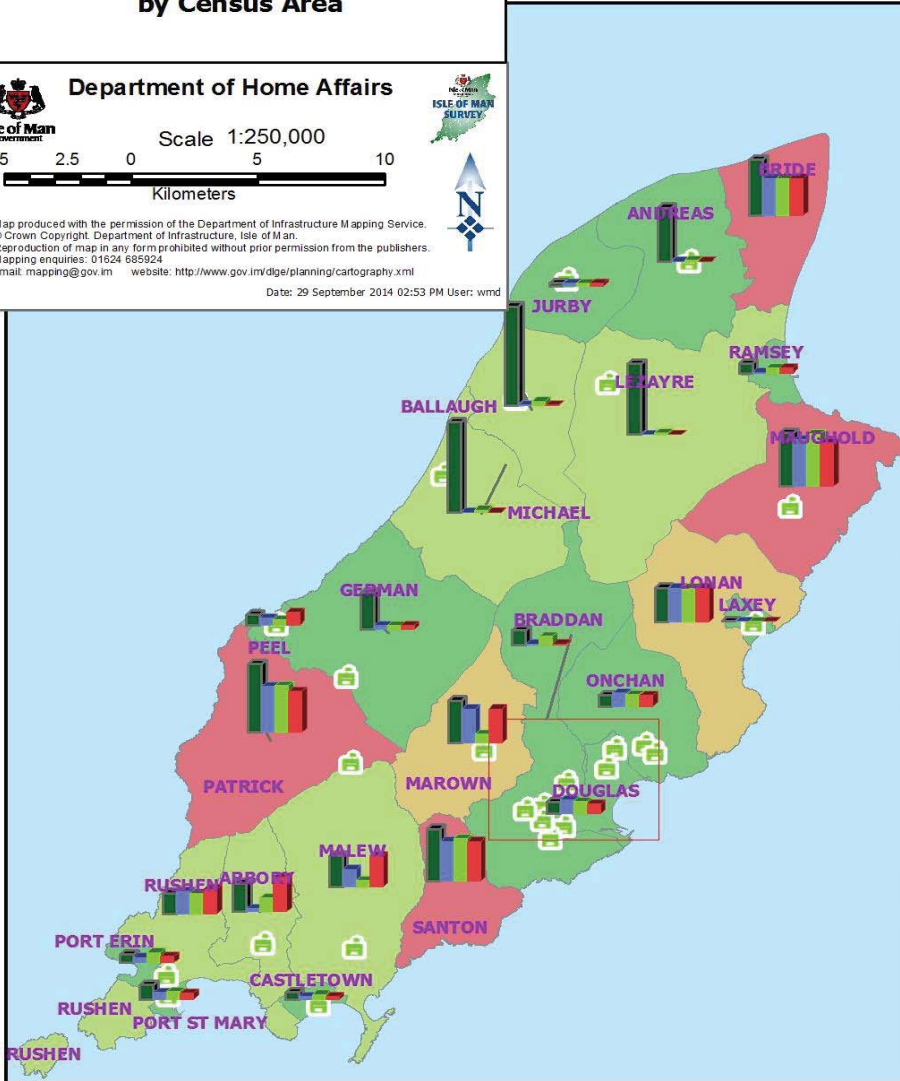 by Census Area
Department of Home Affairs
Isle of Man
SURVEY
ISLE OF MAN
Scale 1:250,000
5 2.5 0 5 10
Kilometers
N
Map produced with the permission of the Department of Infrastructure Mapping Service.
Crown Copyright. Department of Infrastructure, Isle of Man.
Reproduction of map in any form prohibited without prior permission from the publishers.
Mapping enquiries: 01624 685924
email: mapping@gov.im website: http://www.gov.im/dlge/planning/cartography.xml
Date: 29 September 2014 02:53 PM User: wmd
BRIDE
ANDREAS
JURBY
RAMSEY
LEZAYRE
BALLAUGH
MAUGHOLD
MICHAEL
LONAN
GERMAN
LAXEY
BRADDAN
PEEL
ONCHAN
MAROWN
PATRICK
DOUGLAS
MALEW
ARBORY
RUSHEN
SANTON
PORT ERIN
CASTLETOWN
RUSHEN
PORT ST MARY
RUSHEN